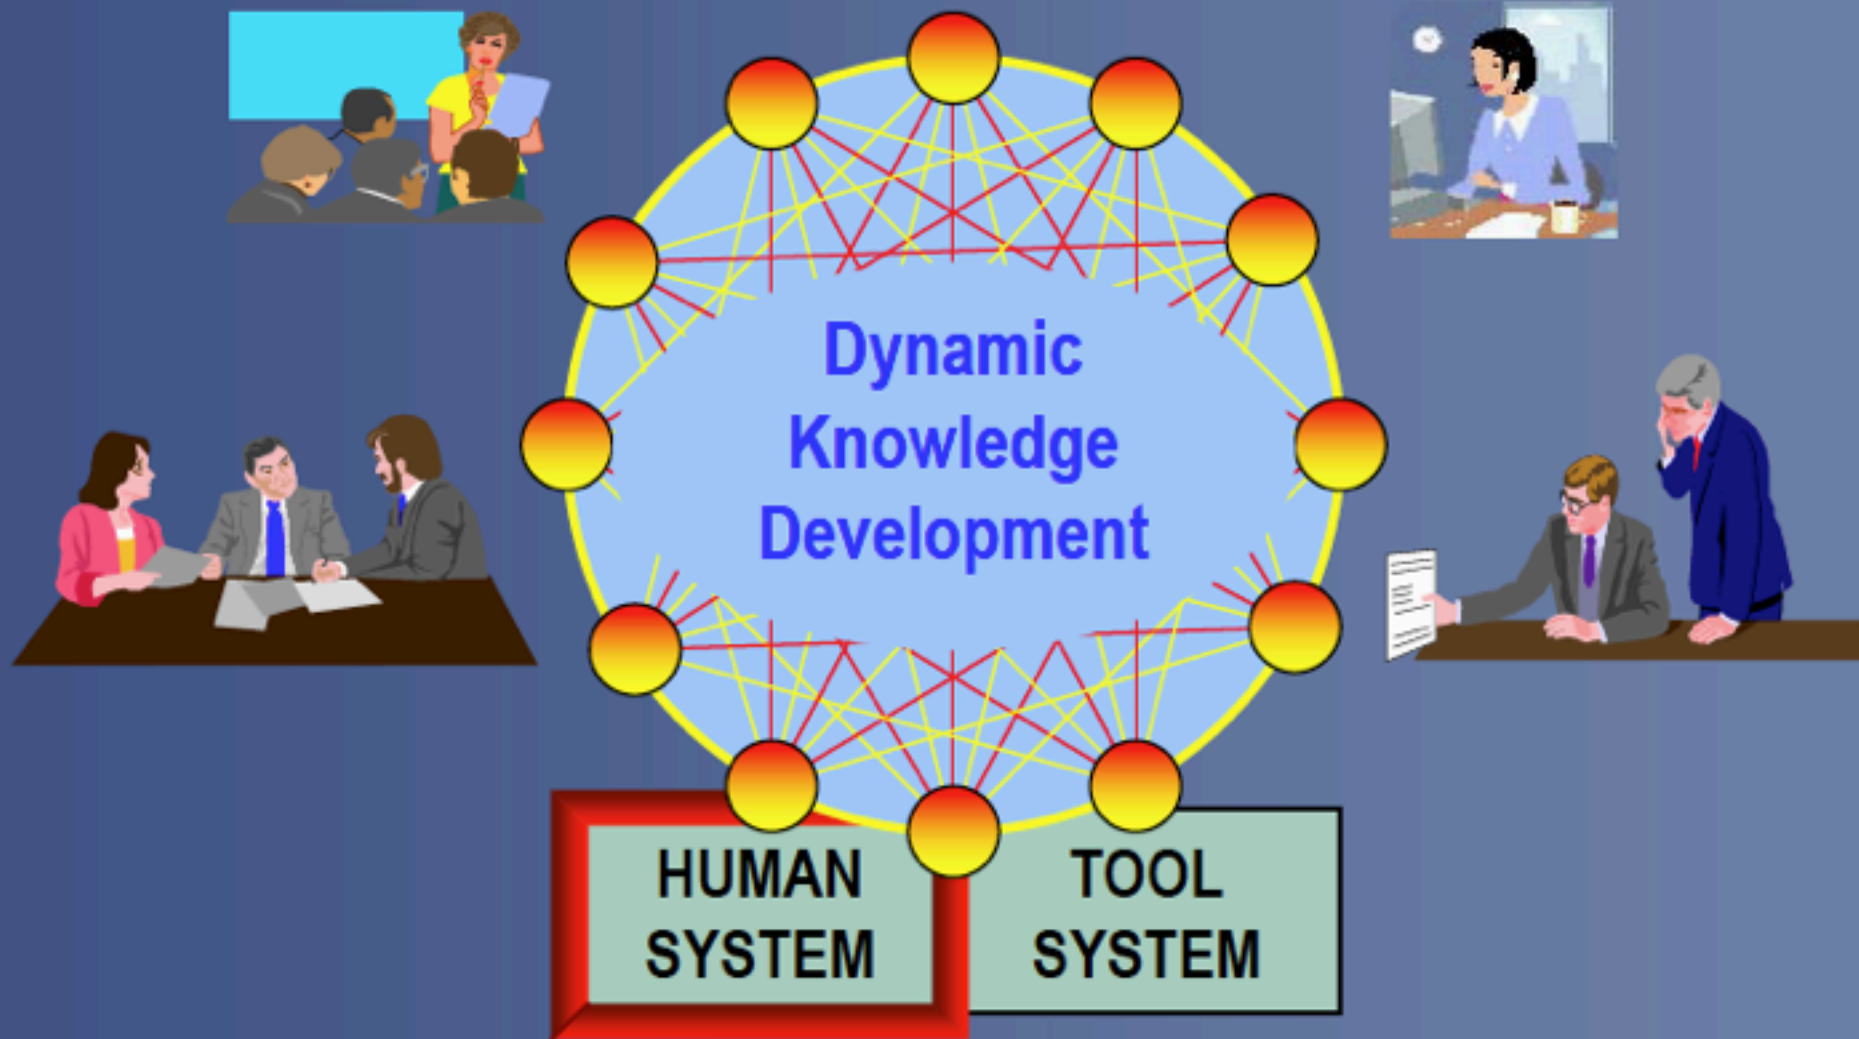 Dynamic
Knowledge
Development
HUMAN
SYSTEM
TOOL
SYSTEM